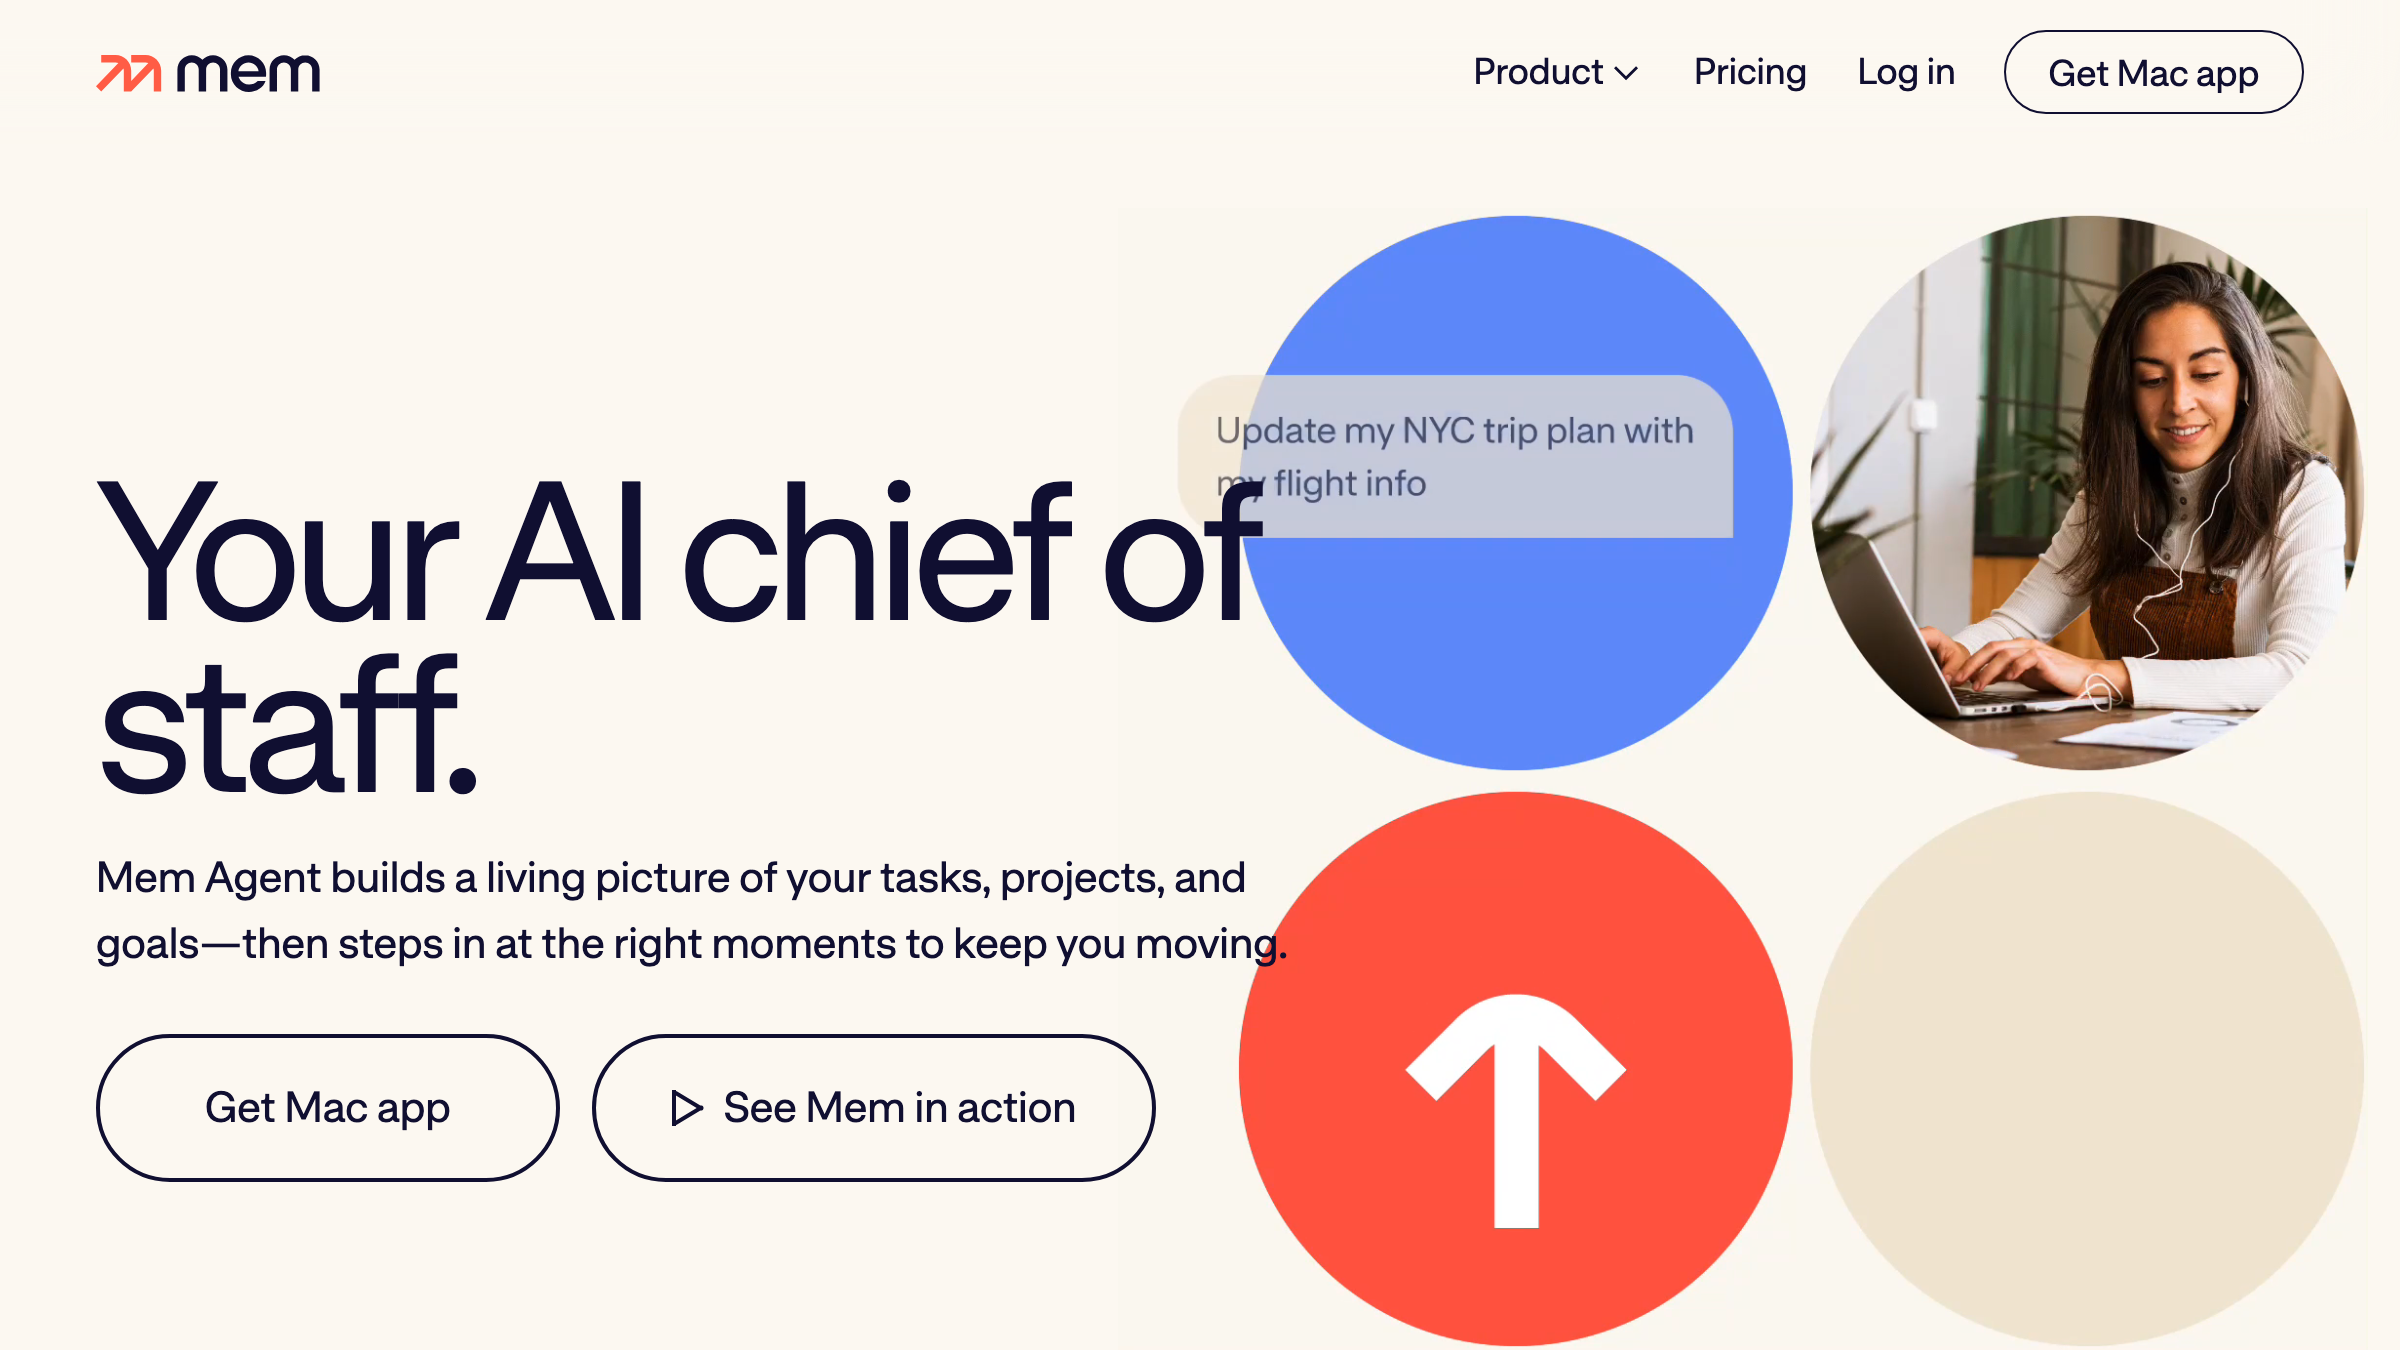 mem
Product
Pricing
Log in
Get Mac app
Update my NYC trip plan with
my flight info
Your AI chief of
staff.
Mem Agent builds a living picture of your tasks, projects, and
goals—then steps in at the right moments to keep you moving.
Get Mac app
See Mem in action